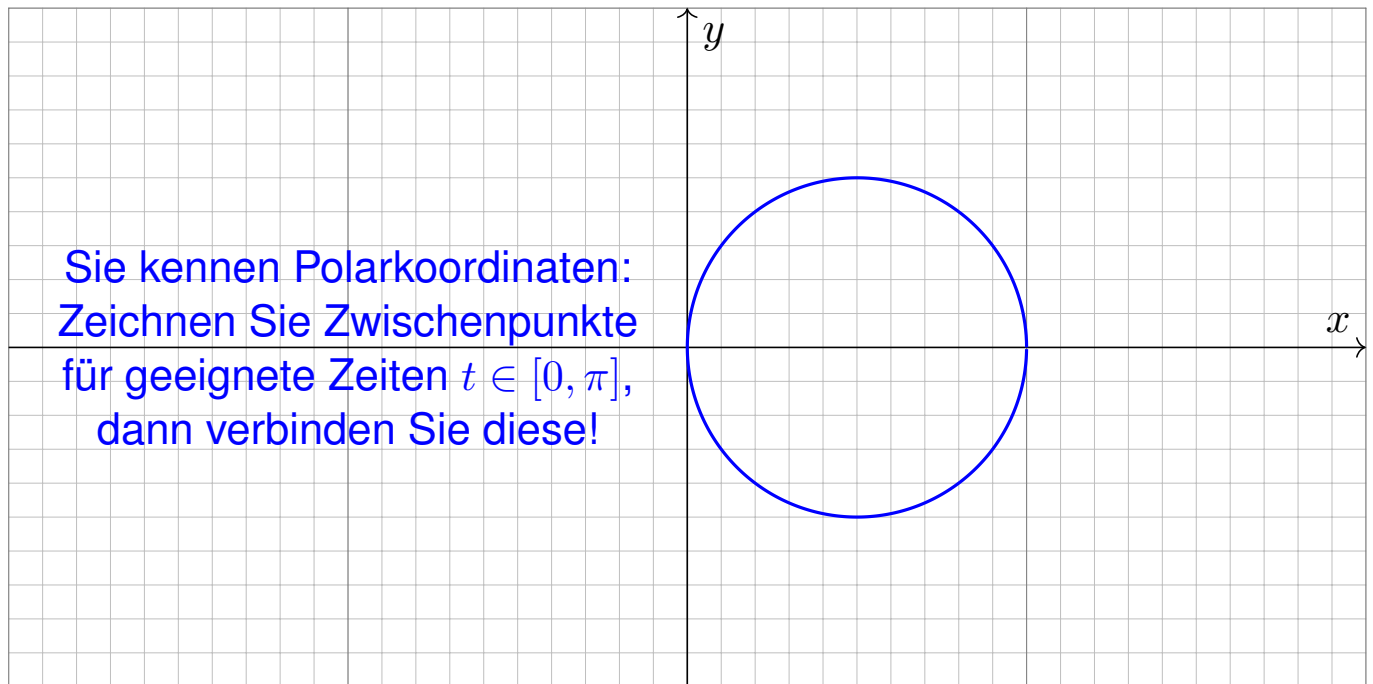 y
Sie kennen Polarkoordinaten:
Zeichnen Sie Zwischenpunkte
x
für geeignete Zeiten t ∈ [0, π],
dann verbinden Sie diese!